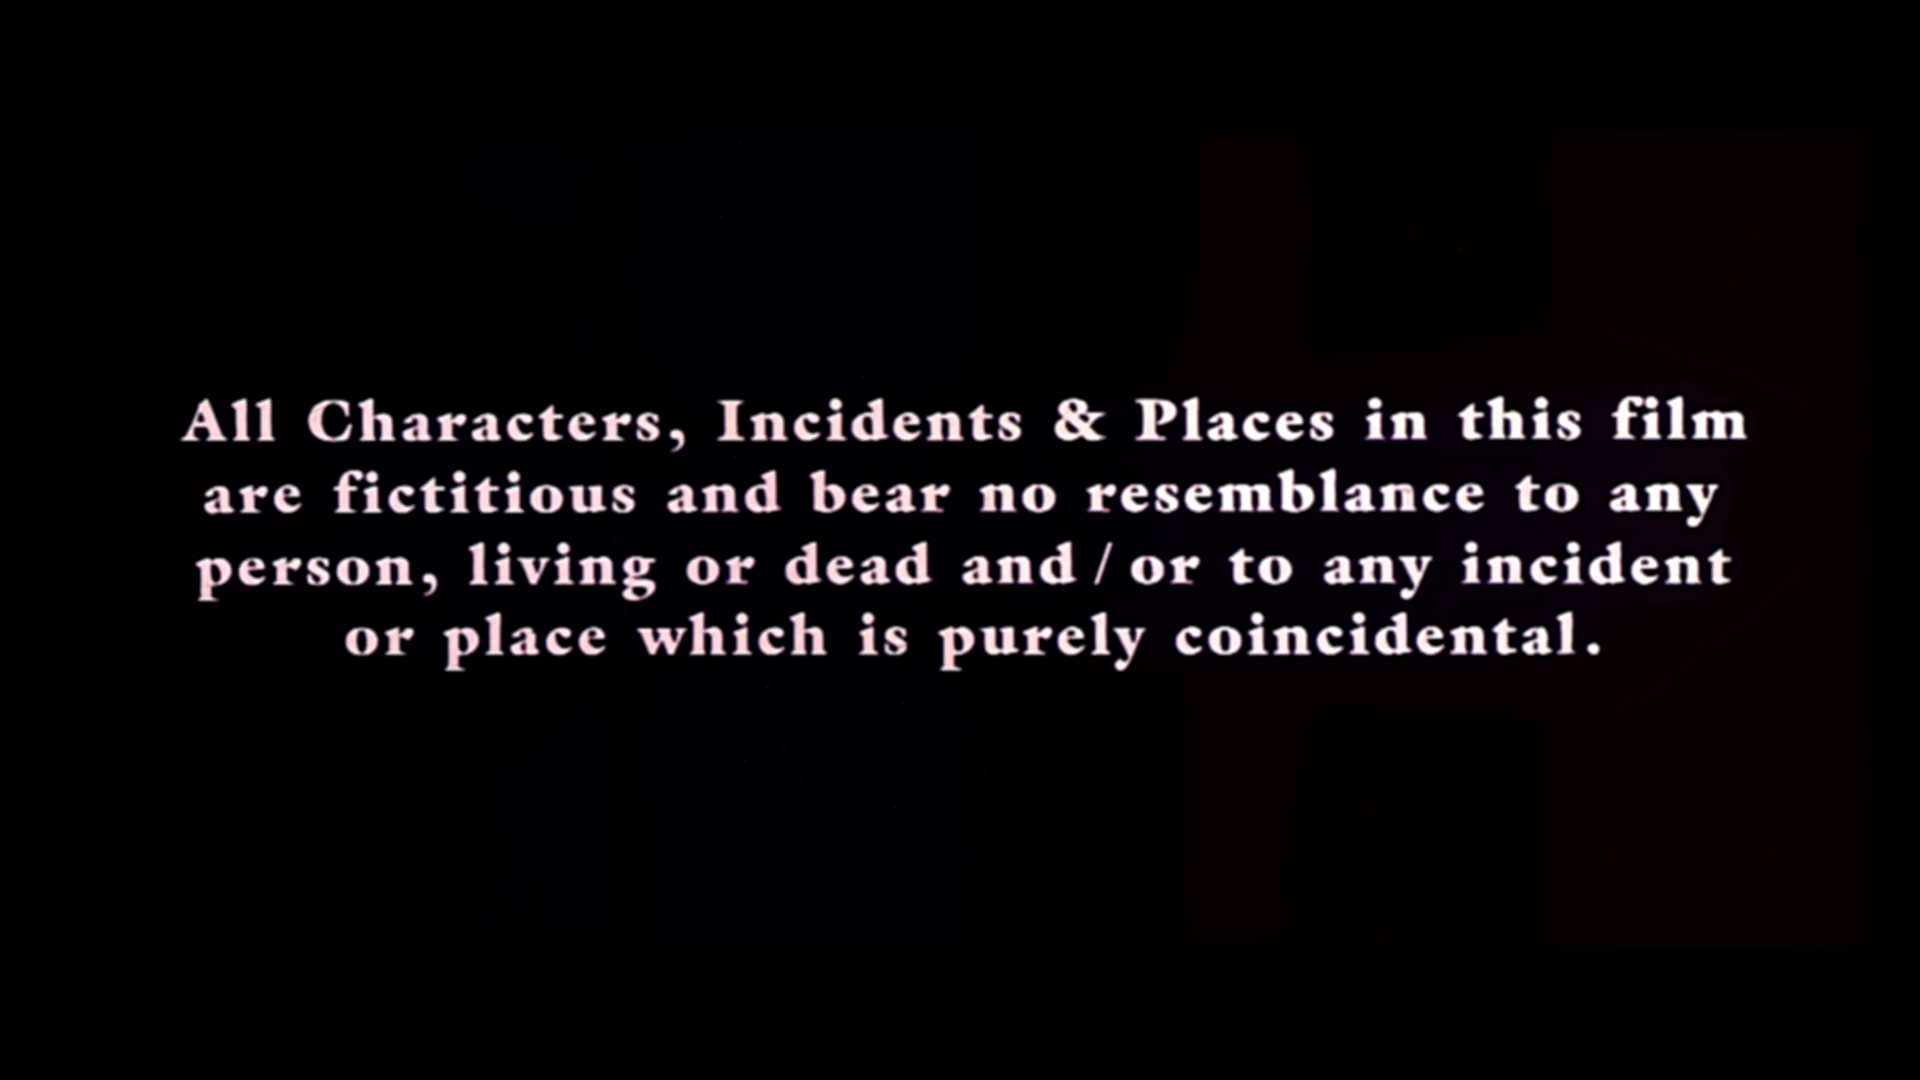 All Characters, Incidents & Places in this film
are fictitious and bear no resemblance to any
person, living or dead and / or to any incident
or place which is purely coincidental.